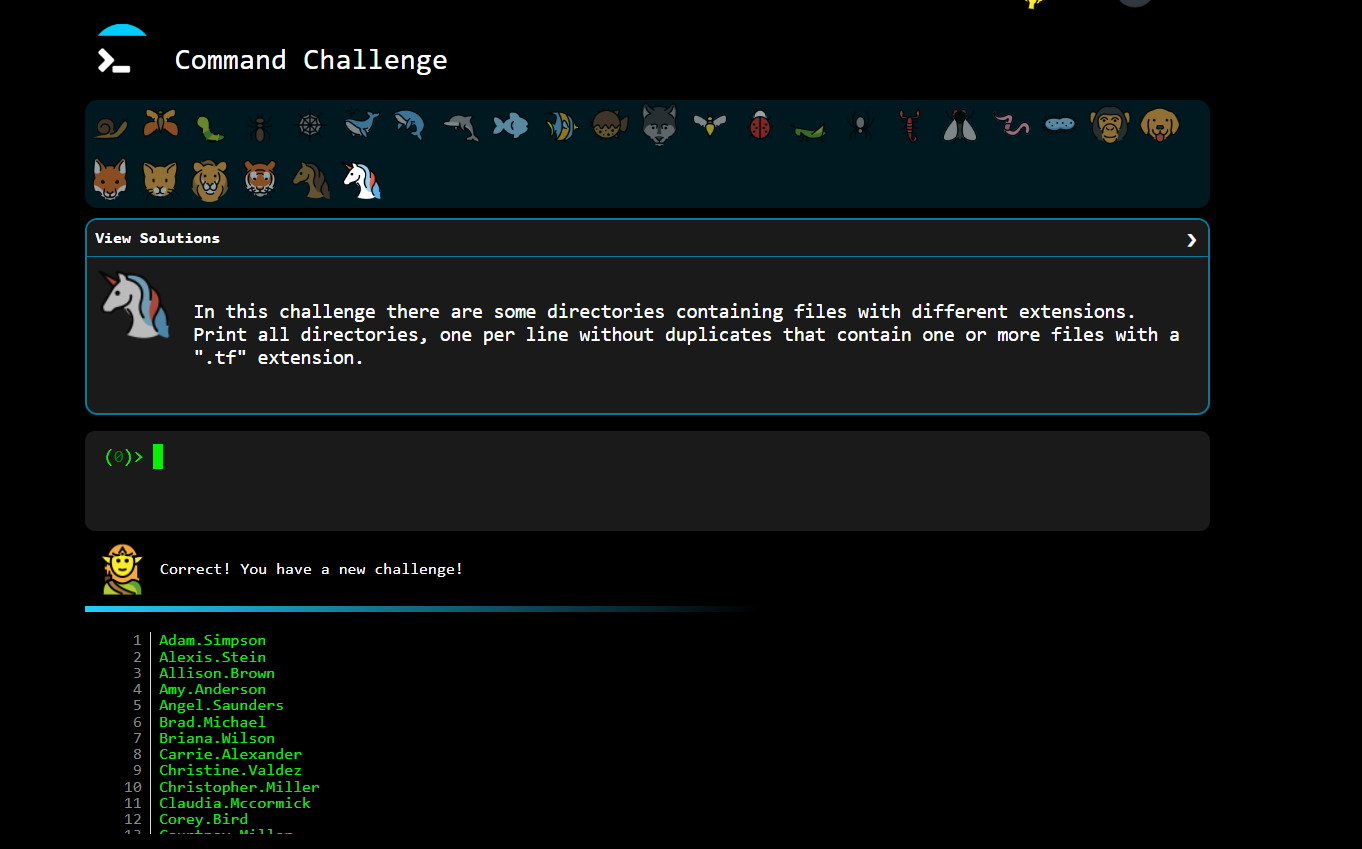 Command Challenge
View Solutions
In this challenge there are some directories containing files with different extensions.
Print all directories, one per line without duplicates that contain one or more files with a
".tf" extension.
(0)>
Correct! You have a new challenge!
1 Adam.Simpson
2 Alexis.Stein
3 Allison.Brown
4 Amy.Anderson
5 Angel.Saunders
6 Brad.Michael
7 Briana.Wilson
8 Carrie.Alexander
9 Christine.Valdez
10 Christopher.Miller
11 Claudia.Mccormick
12 Corey.Bird
13 Courtney.Miller